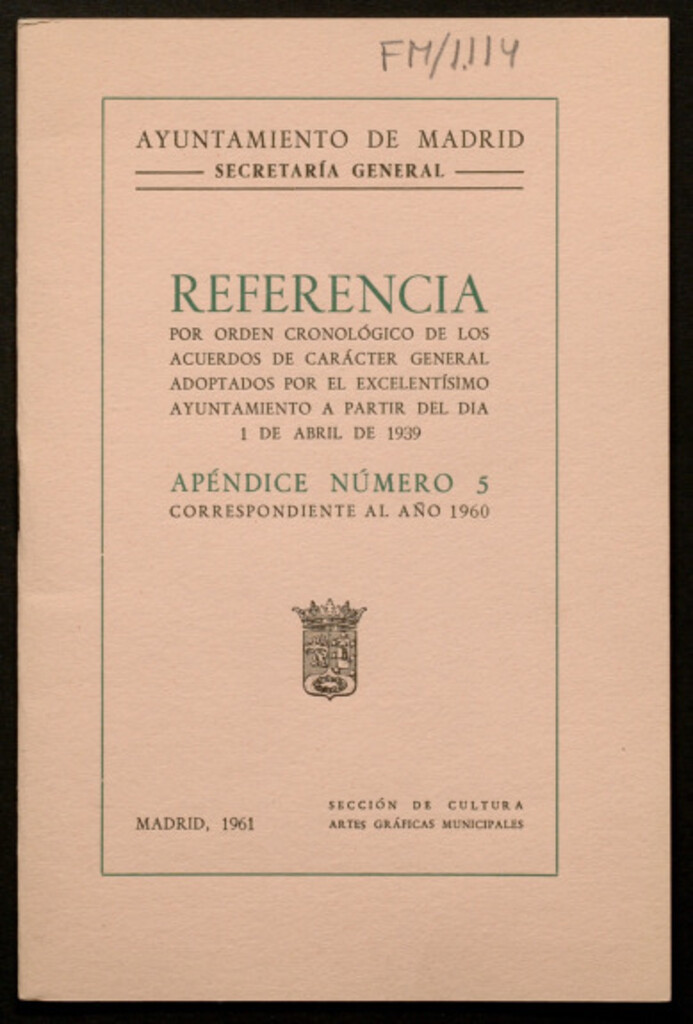 FM/1.114
AYUNTAMIENTO DE MADRID
SECRETARÍA GENERAL
REFERENCIA
POR ORDEN CRONOLÓGICO DE LOS
ACUERDOS DE CARÁCTER GENERAL
ADOPTADOS POR EL EXCELENTÍSIMO
AYUNTAMIENTO A PARTIR DEL DIA
1 DE ABRIL DE 1939
APÉNDICE NÚMERO 5
CORRESPONDIENTE AL AÑO 1960
SECCIÓN DE CULTURA
MADRID, 1961 ARTES GRÁFICAS MUNICIPALES